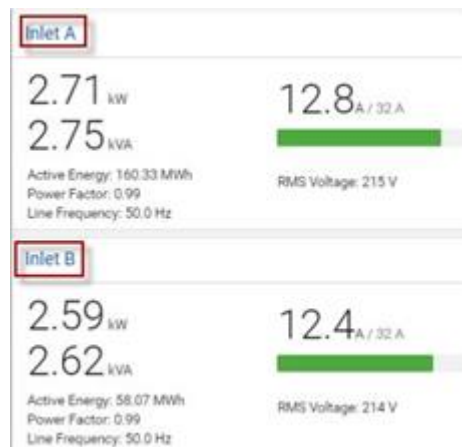 Inlet A
2.71 kW
12.8 A / 32 A
2.75 kVA
Active Energy: 160.33 MWh
RMS Voltage: 215 V
Power Factor: 0.99
Line Frequency: 50.0 Hz
Inlet B
2.59 kW
12.4 A / 32 A
2.62 kVA
Active Energy: 58.07 MWh
RMS Voltage: 214 V
Power Factor: 0.99
Line Frequency: 50.0 Hz